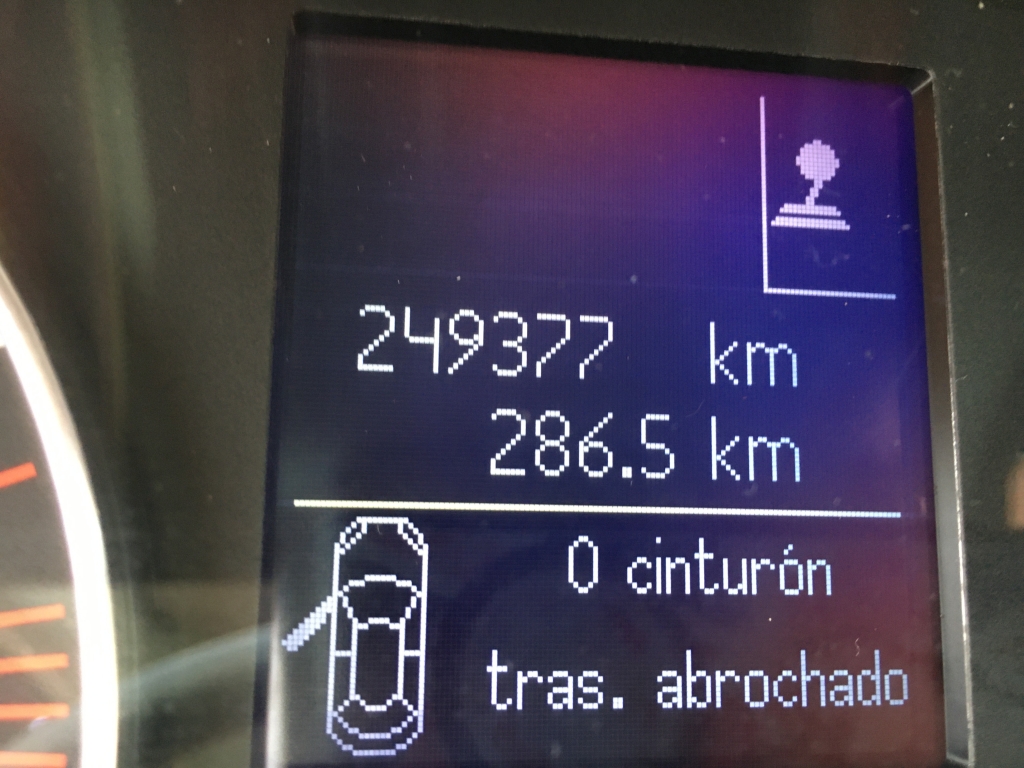 249377 km
286.5 km
0 cinturón
tras. abrochado